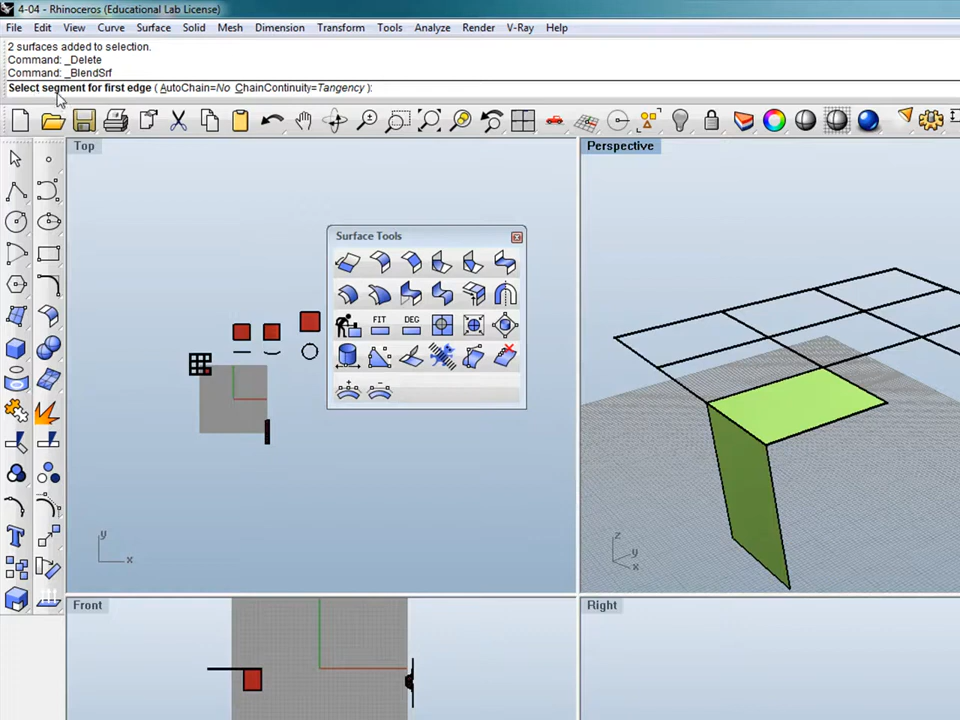 4-04 - Rhinoceros (Educational Lab License)
File Edit View Curve Surface Solid Mesh Dimension Transform Tools Analyze Render V-Ray Help
2 surfaces added to selection.
Command: _Delete
Command: _BlendSrf
Select segment for first edge ( AutoChain=No ChainContinuity=Tangency ):
Top
Perspective
Surface Tools
FIT DEG
y
x
z
y
x
Front
Right
T